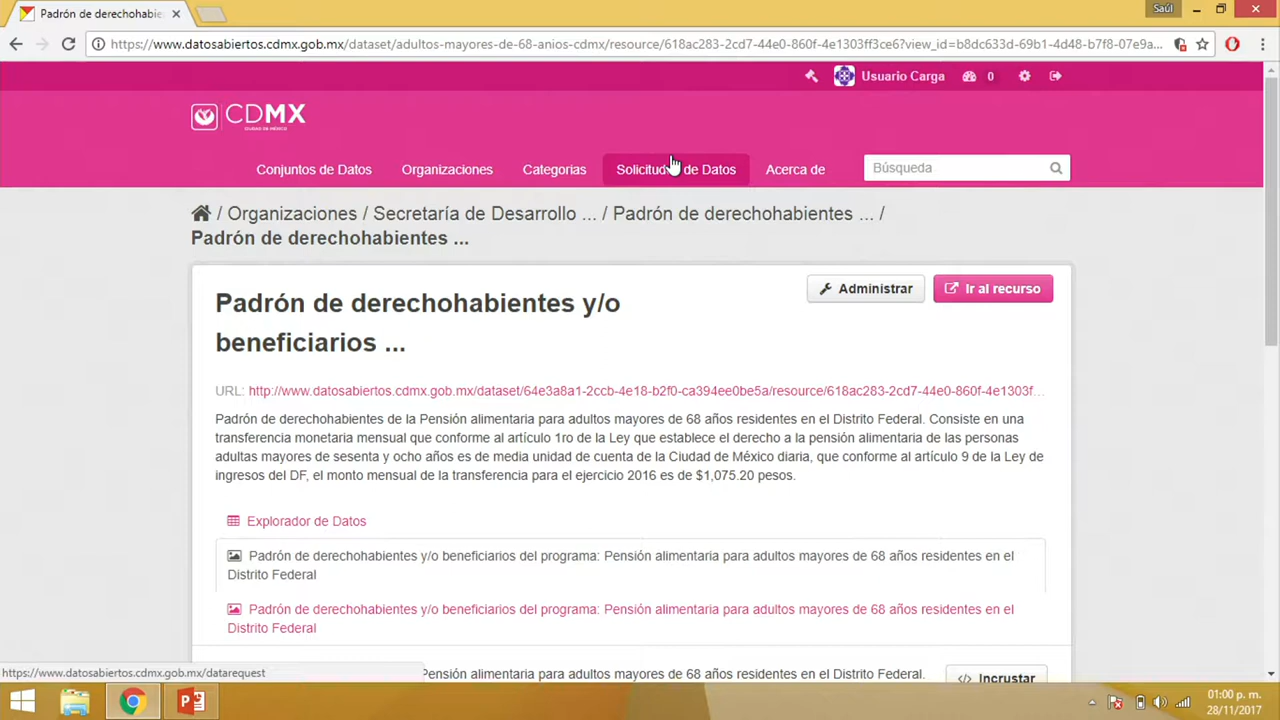 Padrón de derechohabie
Saúl
https://www.datosabiertos.cdmx.gob.mx/dataset/adultos-mayores-de-68-anios-cdmx/resource/618ac283-2cd7-44e0-860f-4e1303ff3ce6?view_id=b8dc633d-69b1-4d48-b7f8-07e9a...
Usuario Carga 0
CDMX
CIUDAD DE MÉXICO
Conjuntos de Datos Organizaciones Categorias Solicitud de Datos Acerca de Búsqueda
/ Organizaciones / Secretaría de Desarrollo ... / Padrón de derechohabientes ... /
Padrón de derechohabientes ...
Administrar Ir al recurso
Padrón de derechohabientes y/o
beneficiarios ...
URL: http://www.datosabiertos.cdmx.gob.mx/dataset/64e3a8a1-2ccb-4e18-b2f0-ca394ee0be5a/resource/618ac283-2cd7-44e0-860f-4e1303f...
Padrón de derechohabientes de la Pensión alimentaria para adultos mayores de 68 años residentes en el Distrito Federal. Consiste en una
transferencia monetaria mensual que conforme al artículo 1ro de la Ley que establece el derecho a la pensión alimentaria de las personas
adultas mayores de sesenta y ocho años es de media unidad de cuenta de la Ciudad de México diaria, que conforme al artículo 9 de la Ley de
ingresos del DF, el monto mensual de la transferencia para el ejercicio 2016 es de $1,075.20 pesos.
Explorador de Datos
Padrón de derechohabientes y/o beneficiarios del programa: Pensión alimentaria para adultos mayores de 68 años residentes en el
Distrito Federal
Padrón de derechohabientes y/o beneficiarios del programa: Pensión alimentaria para adultos mayores de 68 años residentes en el
Distrito Federal
Pensión alimentaria para adultos mayores de 68 años residentes en el Distrito Federal.
Incrustar
https://www.datosabiertos.cdmx.gob.mx/datarequest
01:00 p. m.
28/11/2017